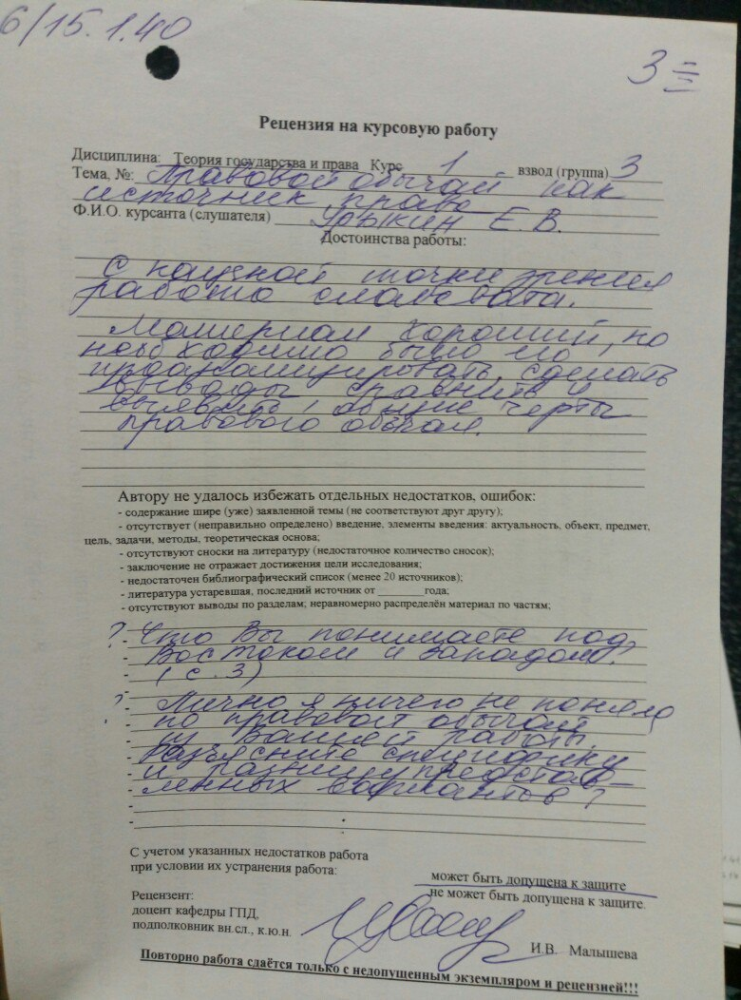 6/15.1.40
3 =
Рецензия на курсовую работу
Дисциплина: Теория государства и права Курс 1 взвод (группа) 3
Тема, №: Правовой обычай как
источник права
Ф.И.О. курсанта (слушателя) Урыкин Е. В.
Достоинства работы:
С научной точки зрения
работа слабовата.
Материал хороший, но
необходимо было его
проанализировать, сделать
выводы сравнить и
выявить общие черты
правового обычая.
Автору не удалось избежать отдельных недостатков, ошибок:
- содержание шире (уже) заявленной темы (не соответствуют друг другу);
- отсутствует (неправильно определено) введение, элементы введения: актуальность, объект, предмет,
цель, задачи, методы, теоретическая основа;
- отсутствуют сноски на литературу (недостаточное количество сносок);
- заключение не отражает достижения цели исследования;
- недостаточен библиографический список (менее 20 источников);
- литература устаревшая, последний источник от ________года;
- отсутствуют выводы по разделам; неравномерно распределён материал по частям;
? - Что Вы понимаете под
- Востоком и Западом.
- (с. 3)
? - Лично я ничего не поняла
- по правовой обычай
- из Вашей работы.
- Разъясните специфику
- и разницу представ-
- ленных вариантов?
-
-
С учетом указанных недостатков работа
при условии их устранения работа:
может быть допущена к защите
не может быть допущена к защите.
Рецензент:
доцент кафедры ГПД,
подполковник вн.сл., к.ю.н.
И.В. Малышева
Повторно работа сдаётся только с недопущенным экземпляром и рецензией!!!